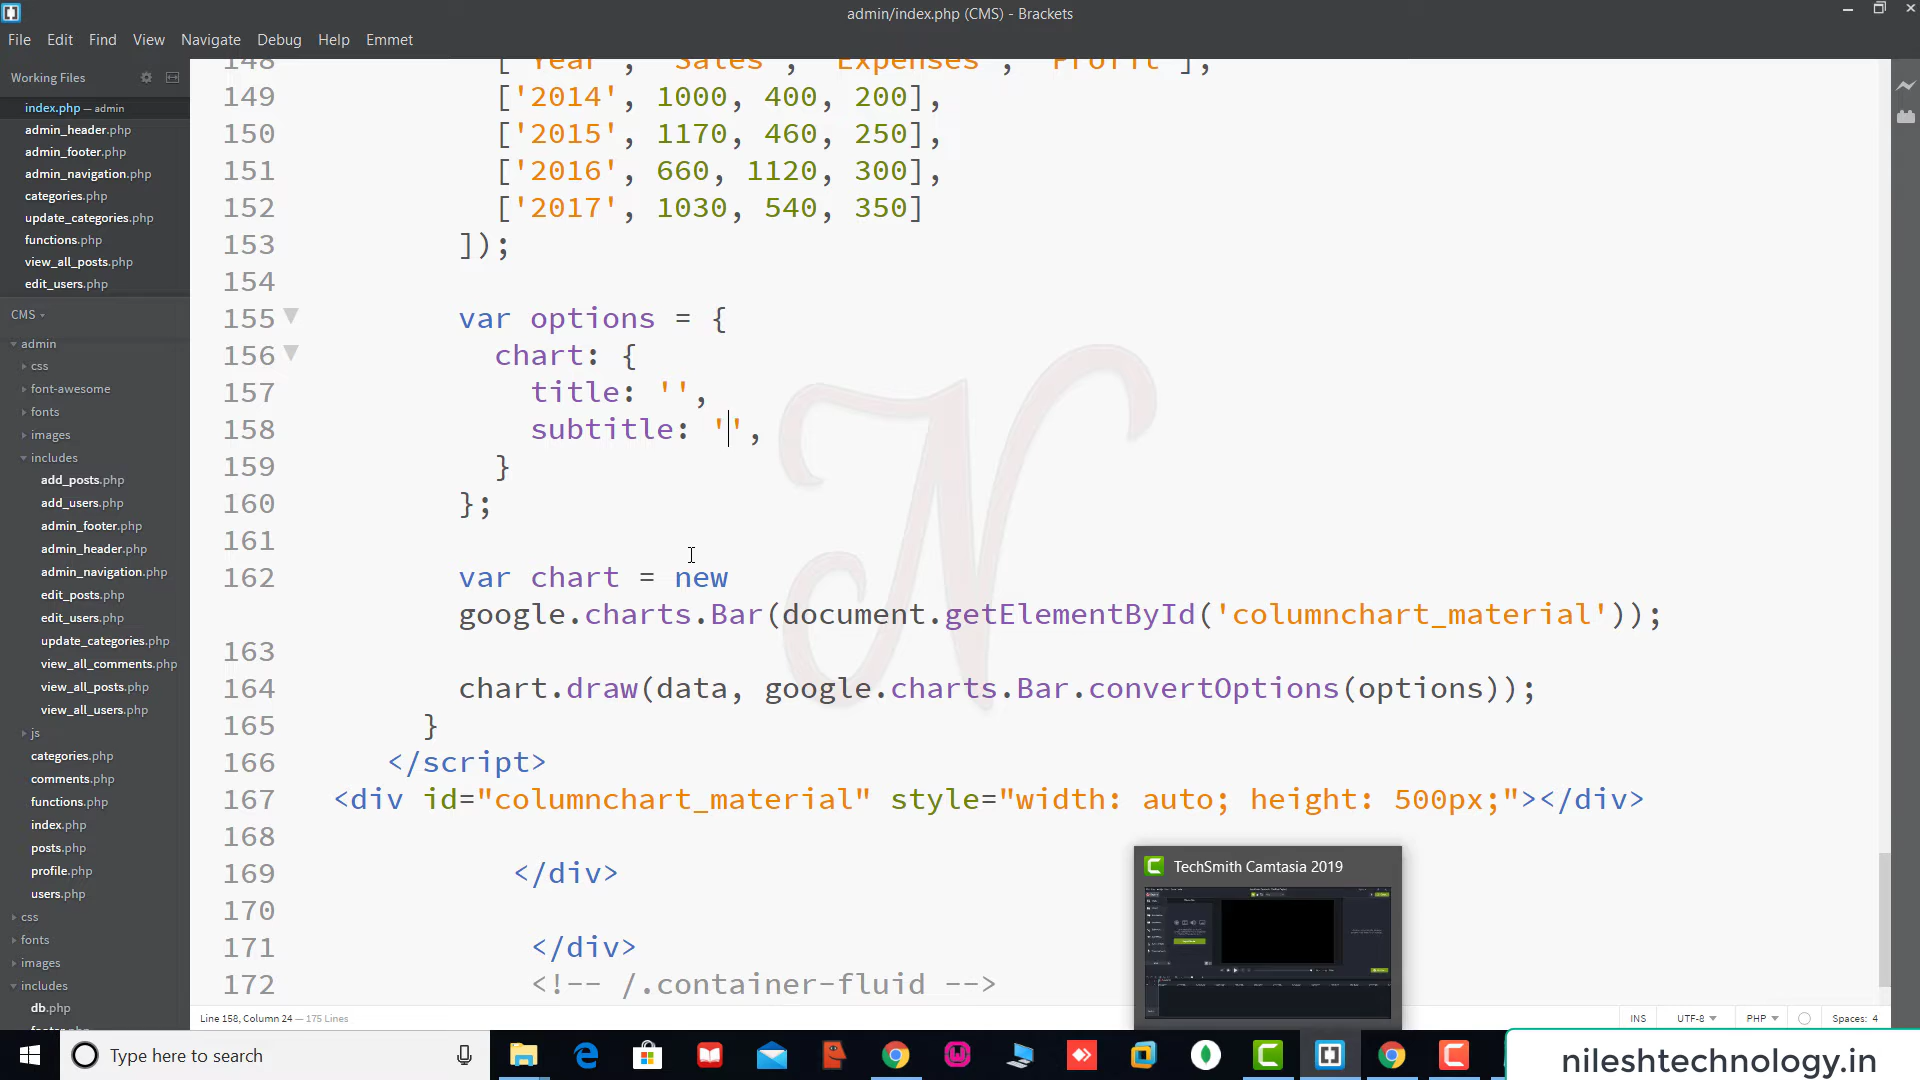 admin/index.php (CMS) - Brackets
File Edit Find View Navigate Debug Help Emmet
Working Files
index.php — admin
admin_header.php
admin_footer.php
admin_navigation.php
categories.php
update_categories.php
functions.php
view_all_posts.php
edit_users.php
CMS
admin
css
font-awesome
fonts
images
includes
add_posts.php
add_users.php
admin_footer.php
admin_header.php
admin_navigation.php
edit_posts.php
edit_users.php
update_categories.php
view_all_comments.php
view_all_posts.php
view_all_users.php
js
categories.php
comments.php
functions.php
index.php
posts.php
profile.php
users.php
css
fonts
images
includes
db.php
148 ['Year', 'Sales', 'Expenses', 'Profit'],
149 ['2014', 1000, 400, 200],
150 ['2015', 1170, 460, 250],
151 ['2016', 660, 1120, 300],
152 ['2017', 1030, 540, 350]
153 ]);
154
155 var options = {
156 chart: {
157 title: '',
158 subtitle: '',
159 }
160 };
161
162 var chart = new
google.charts.Bar(document.getElementById('columnchart_material'));
163
164 chart.draw(data, google.charts.Bar.convertOptions(options));
165 }
166 </script>
167 <div id="columnchart_material" style="width: auto; height: 500px;"></div>
168
169 </div>
170
171 </div>
172 <!-- /.container-fluid -->
N
TechSmith Camtasia 2019
Line 158, Column 24 — 175 Lines
INS UTF-8 PHP Spaces: 4
Type here to search
nileshtechnology.in